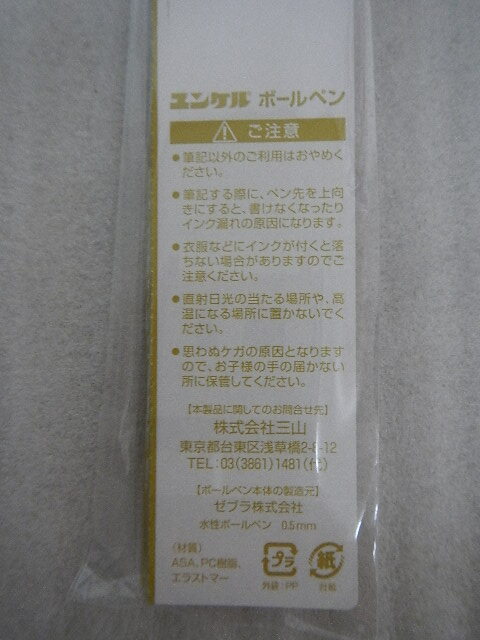 ユンケル ボールペン
ご注意
●筆記以外のご利用はおやめく
ださい。
●筆記する際に、ペン先を上向
きにすると、書けなくなったり
インク漏れの原因になります。
●衣服などにインクが付くと落
ちない場合がありますのでご
注意ください。
●直射日光の当たる場所や、高
温になる場所に置かないでく
ださい。
●思わぬケガの原因となります
ので、お子様の手の届かない
所に保管してください。
【本製品に関してのお問合せ先】
株式会社三山
東京都台東区浅草橋2-8-12
TEL:03(3861)1481(代)
【ボールペン本体の製造元】
ゼブラ株式会社
水性ボールペン 0.5mm
〈材質〉
ASA、PC樹脂、
エラストマー
プラ
外袋:PP
紙
台紙